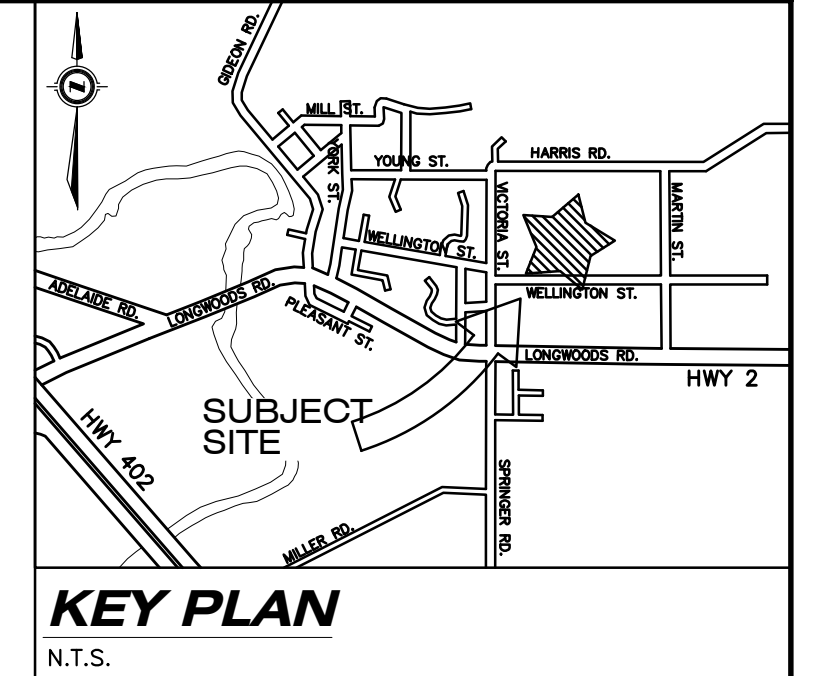 GIDEON RD.
MILL ST.
YORK ST.
YOUNG ST.
HARRIS RD.
VICTORIA ST.
MARTIN ST.
WELLINGTON ST.
WELLINGTON ST.
ADELAIDE RD.
LONGWOODS RD.
PLEASANT ST.
LONGWOODS RD.
HWY 2
SUBJECT
SITE
HWY 402
SPRINGER RD.
MILLER RD.
KEY PLAN
N.T.S.